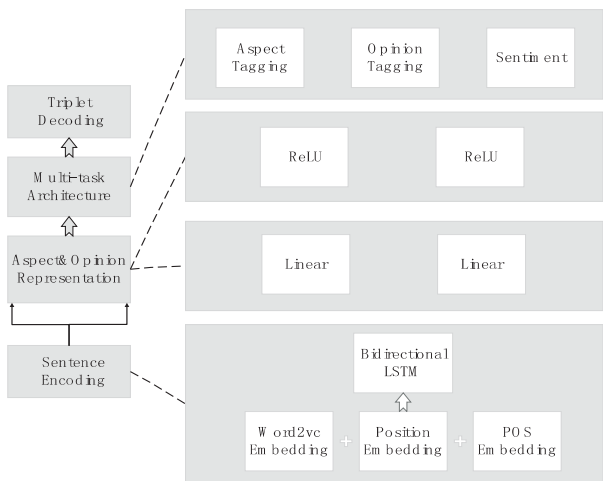 Aspect
Tagging
Opinion
Tagging
Sentiment
Triplet
Decoding
ReLU
ReLU
Multi-task
Architecture
Aspect&Opinion
Representation
Linear
Linear
Sentence
Encoding
Bidirectional
LSTM
Word2vc
Embedding
+
Position
Embedding
+
POS
Embedding